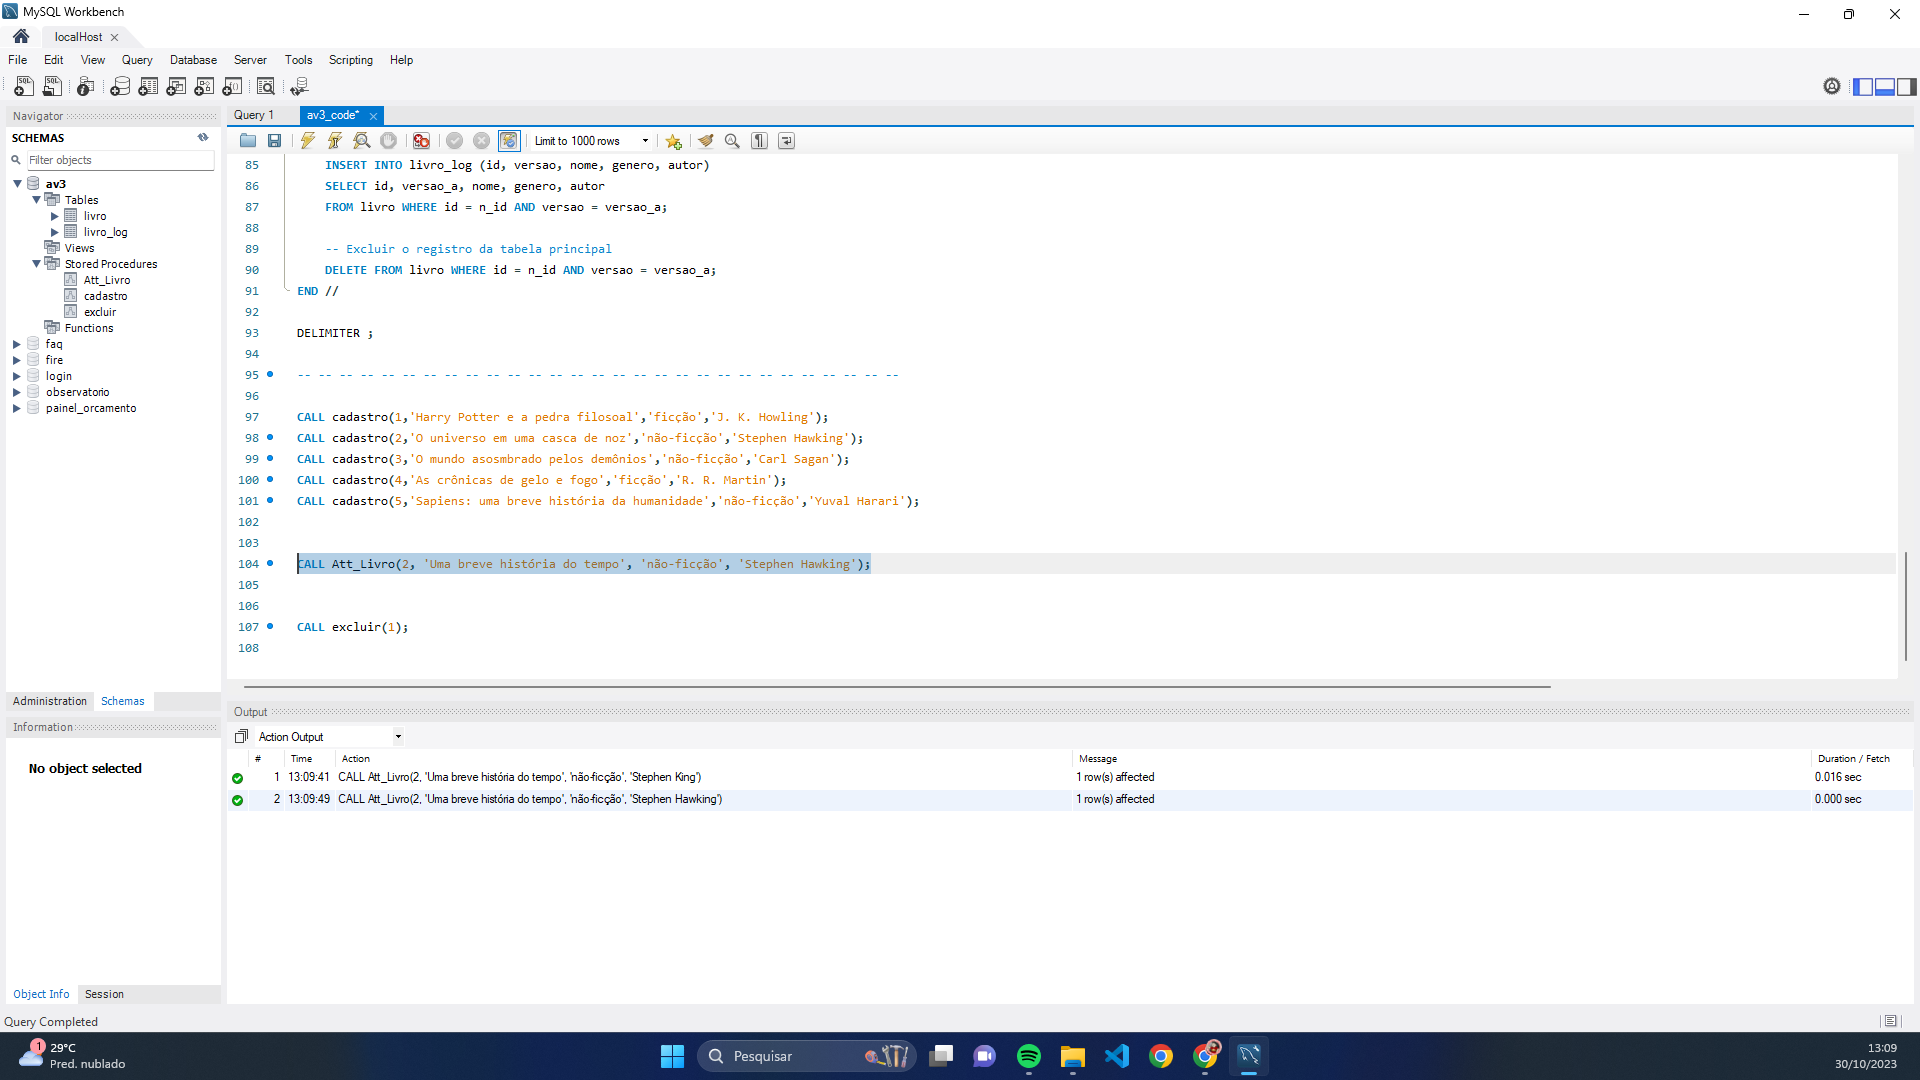 MySQL Workbench
localHost
File Edit View Query Database Server Tools Scripting Help
Navigator
SCHEMAS
Filter objects
av3
Tables
livro
livro_log
Views
Stored Procedures
Att_Livro
cadastro
excluir
Functions
faq
fire
login
observatorio
painel_orcamento
Administration Schemas
Information
No object selected
Object Info Session
Query 1 av3_code*
Limit to 1000 rows
85 INSERT INTO livro_log (id, versao, nome, genero, autor)
86 SELECT id, versao_a, nome, genero, autor
87 FROM livro WHERE id = n_id AND versao = versao_a;
88
89 -- Excluir o registro da tabela principal
90 DELETE FROM livro WHERE id = n_id AND versao = versao_a;
91 END //
92
93 DELIMITER ;
94
95 -- -- -- -- -- -- -- -- -- -- -- -- -- -- -- -- -- -- -- -- -- -- -- -- -- -- -- -- --
96
97 CALL cadastro(1,'Harry Potter e a pedra filosoal','ficção','J. K. Howling');
98 CALL cadastro(2,'O universo em uma casca de noz','não-ficção','Stephen Hawking');
99 CALL cadastro(3,'O mundo asosmbrado pelos demônios','não-ficção','Carl Sagan');
100 CALL cadastro(4,'As crônicas de gelo e fogo','ficção','R. R. Martin');
101 CALL cadastro(5,'Sapiens: uma breve história da humanidade','não-ficção','Yuval Harari');
102
103
104 CALL Att_Livro(2, 'Uma breve história do tempo', 'não-ficção', 'Stephen Hawking');
105
106
107 CALL excluir(1);
108
Output
Action Output
# Time Action Message Duration / Fetch
1 13:09:41 CALL Att_Livro(2, 'Uma breve história do tempo', 'não-ficção', 'Stephen King') 1 row(s) affected 0.016 sec
2 13:09:49 CALL Att_Livro(2, 'Uma breve história do tempo', 'não-ficção', 'Stephen Hawking') 1 row(s) affected 0.000 sec
Query Completed
1
29°C
Pred. nublado
Pesquisar
13:09
30/10/2023